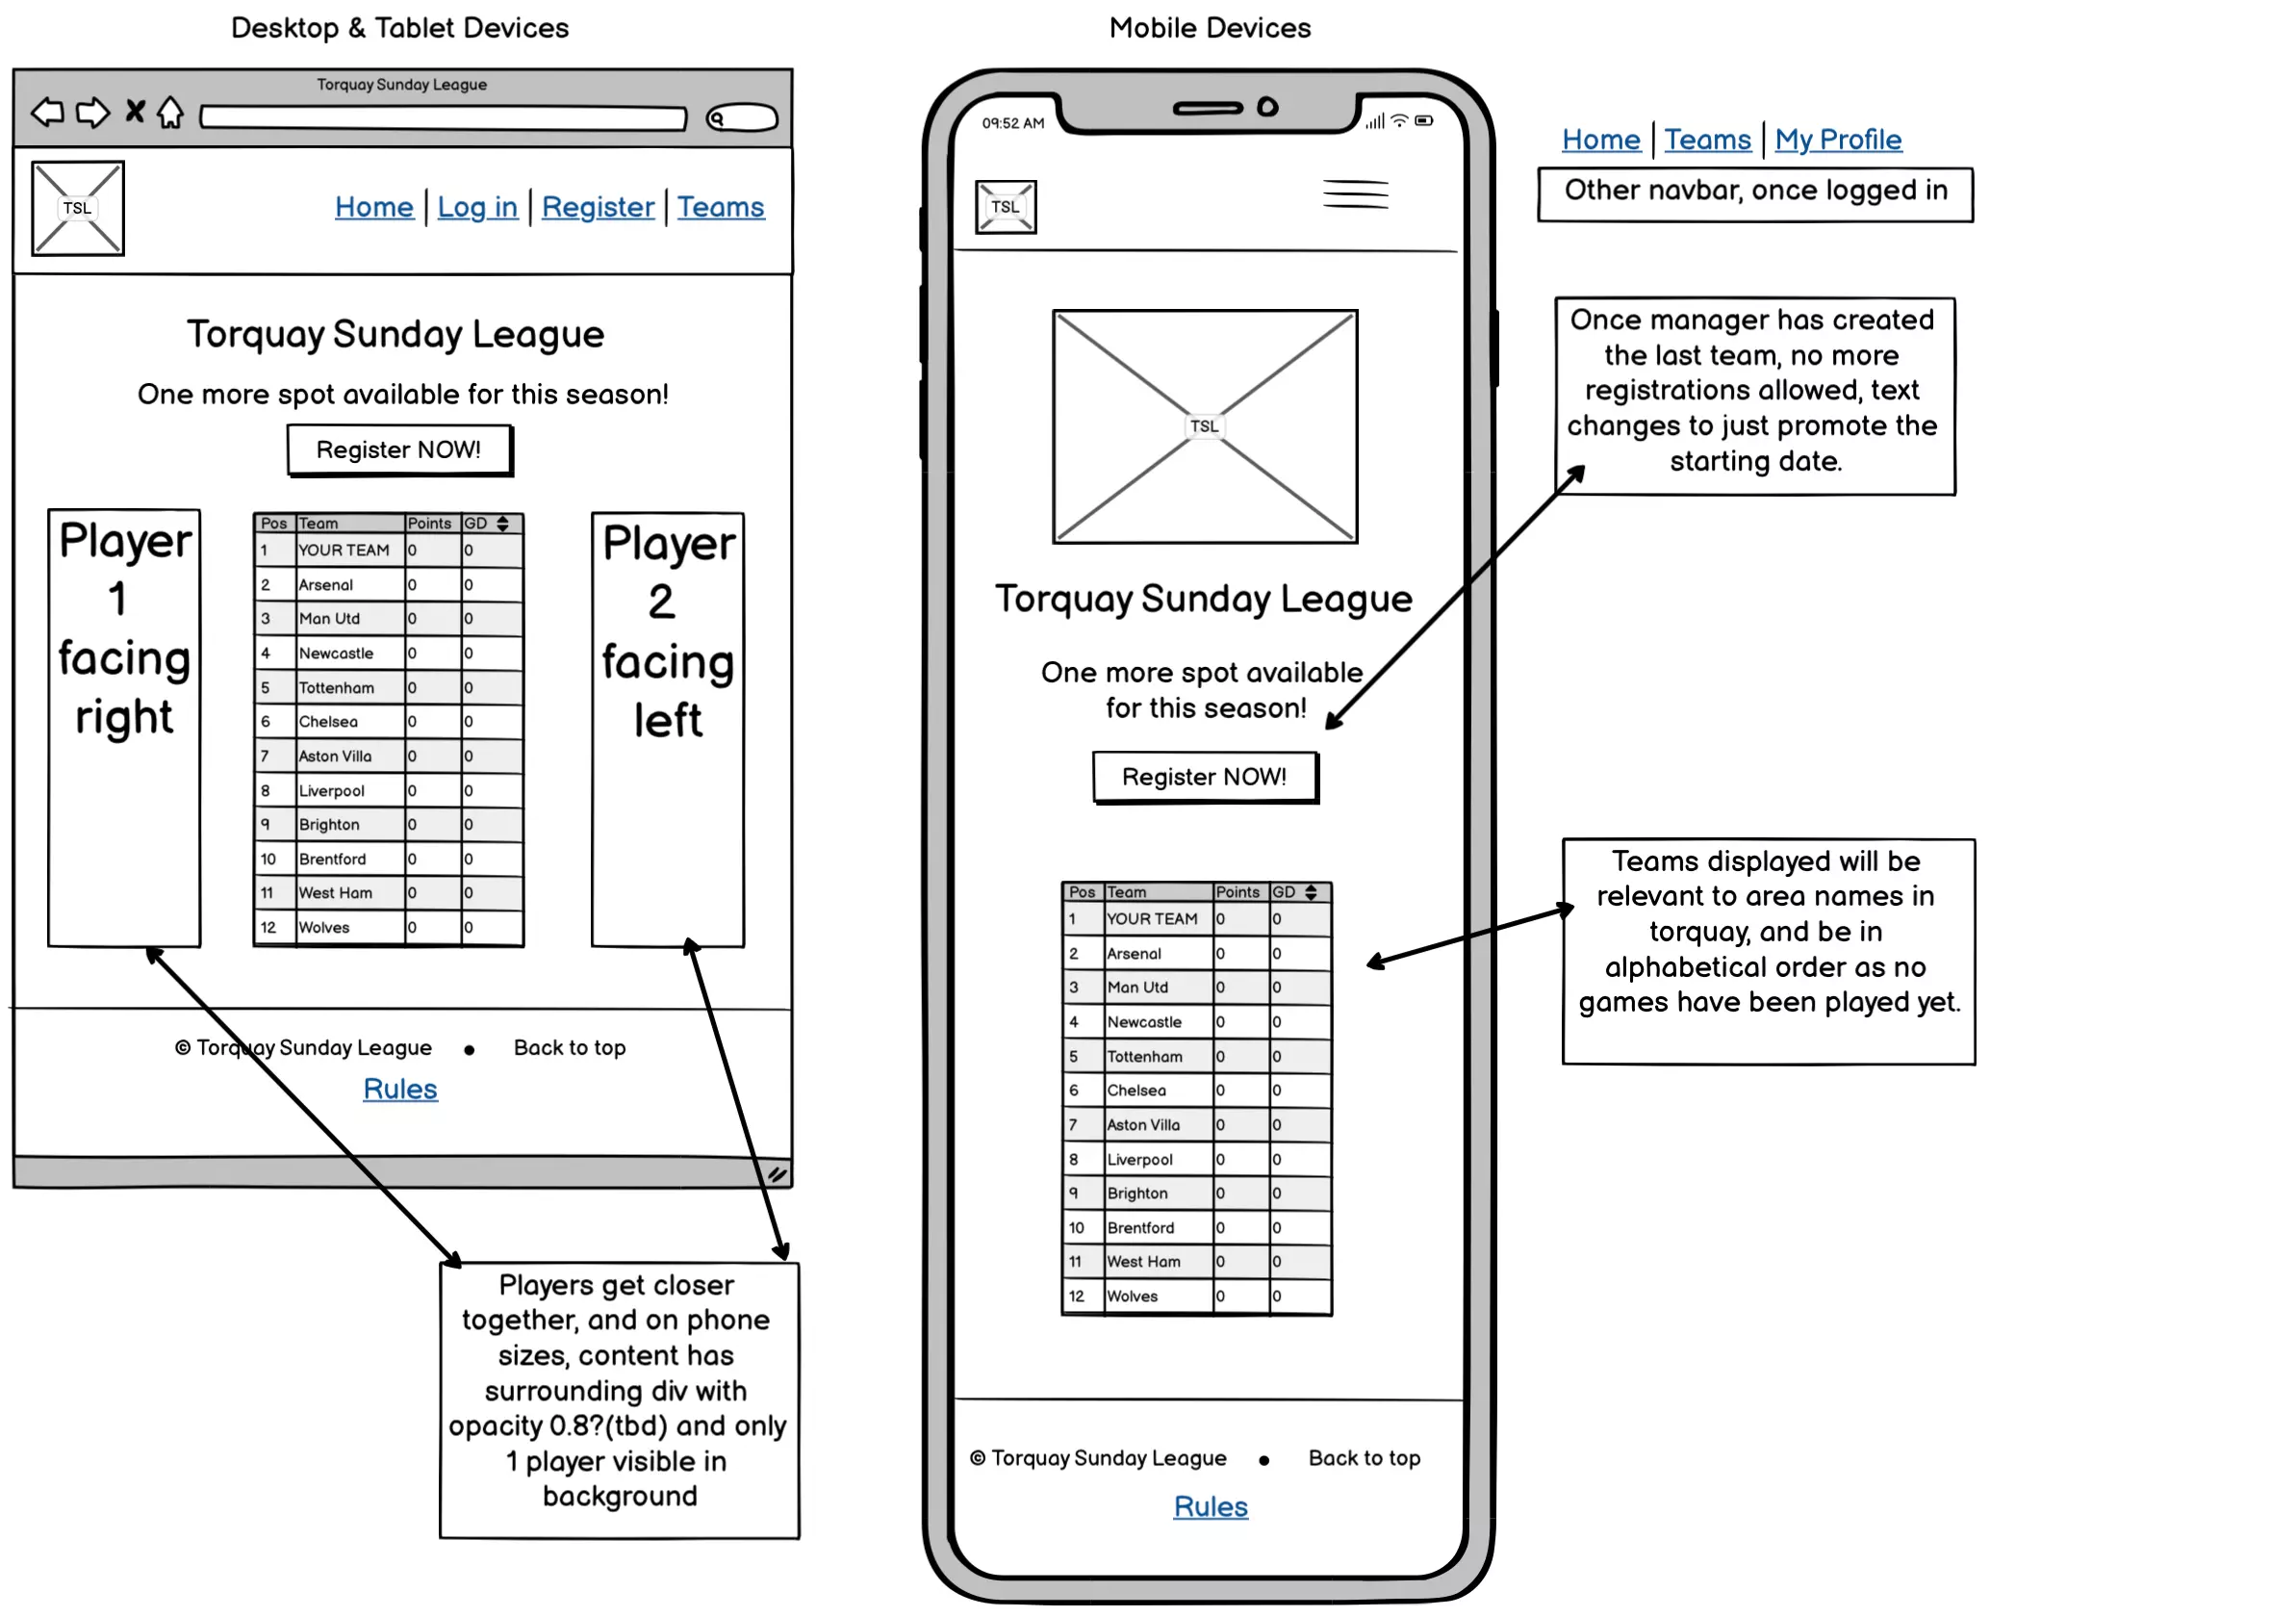 Desktop & Tablet Devices
Torquay Sunday League
TSL
Home | Log in | Register | Teams
Torquay Sunday League
One more spot available for this season!
Register NOW!
Player
1
facing
right
Pos Team Points GD
1 YOUR TEAM 0 0
2 Arsenal 0 0
3 Man Utd 0 0
4 Newcastle 0 0
5 Tottenham 0 0
6 Chelsea 0 0
7 Aston Villa 0 0
8 Liverpool 0 0
9 Brighton 0 0
10 Brentford 0 0
11 West Ham 0 0
12 Wolves 0 0
Player
2
facing
left
© Torquay Sunday League ● Back to top
Rules
Players get closer
together, and on phone
sizes, content has
surrounding div with
opacity 0.8?(tbd) and only
1 player visible in
background
Mobile Devices
09:52 AM
TSL
TSL
Torquay Sunday League
One more spot available
for this season!
Register NOW!
Pos Team Points GD
1 YOUR TEAM 0 0
2 Arsenal 0 0
3 Man Utd 0 0
4 Newcastle 0 0
5 Tottenham 0 0
6 Chelsea 0 0
7 Aston Villa 0 0
8 Liverpool 0 0
9 Brighton 0 0
10 Brentford 0 0
11 West Ham 0 0
12 Wolves 0 0
© Torquay Sunday League ● Back to top
Rules
Home | Teams | My Profile
Other navbar, once logged in
Once manager has created
the last team, no more
registrations allowed, text
changes to just promote the
starting date.
Teams displayed will be
relevant to area names in
torquay, and be in
alphabetical order as no
games have been played yet.